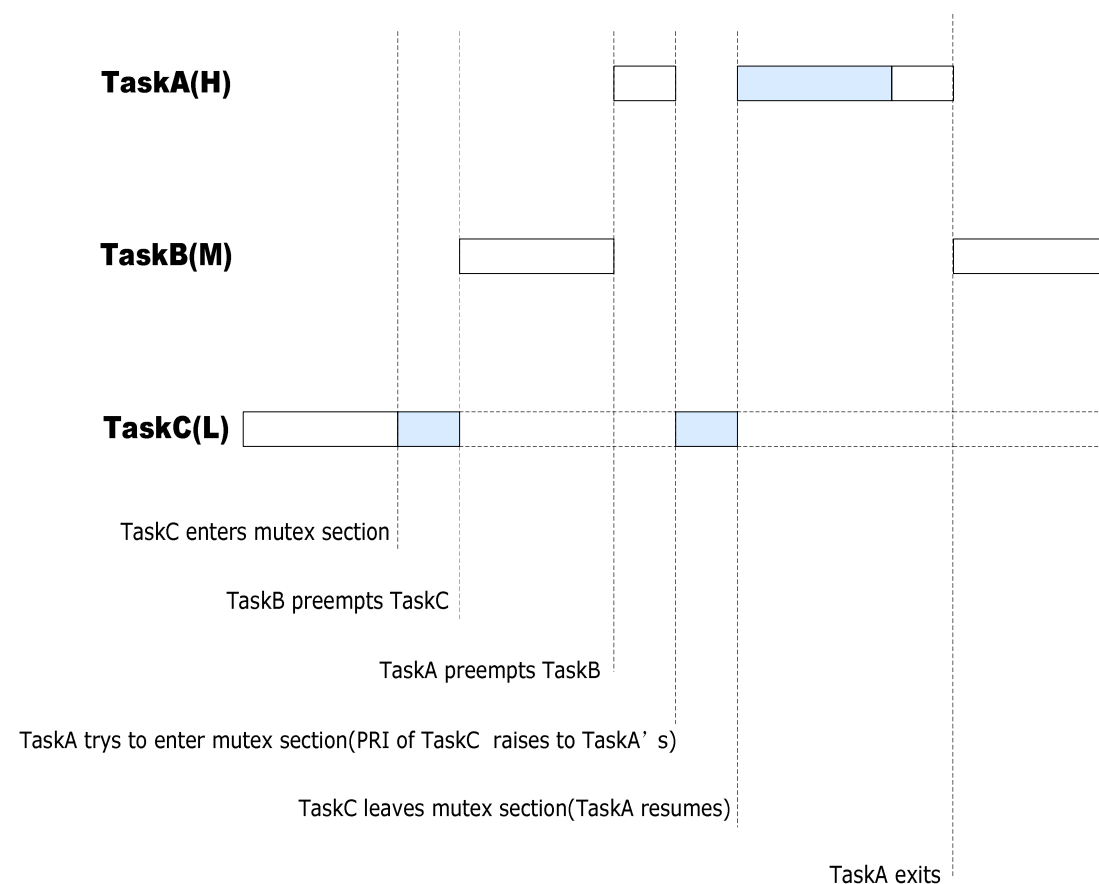 TaskA(H)
TaskB(M)
TaskC(L)
TaskC enters mutex section
TaskB preempts TaskC
TaskA preempts TaskB
TaskA trys to enter mutex section(PRI of TaskC raises to TaskA’ s)
TaskC leaves mutex section(TaskA resumes)
TaskA exits